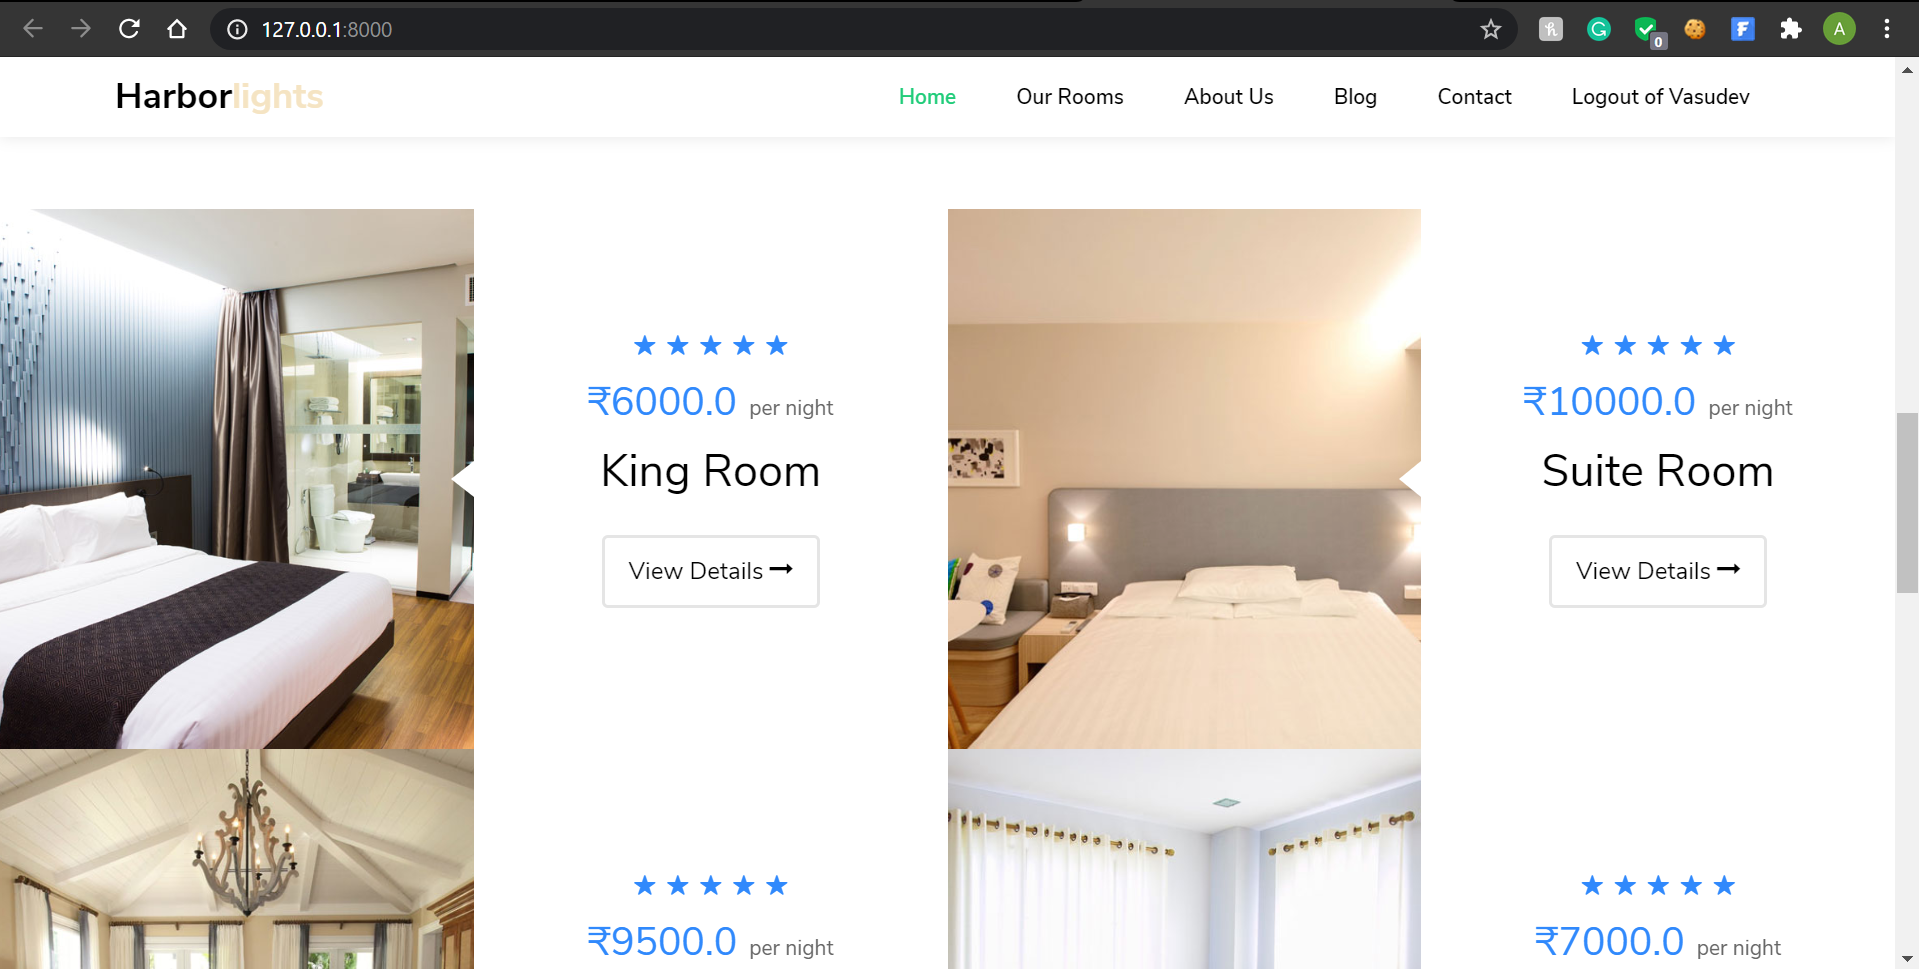 127.0.0.1:8000
0
A
Harborlights
Home
Our Rooms
About Us
Blog
Contact
Logout of Vasudev
₹6000.0 per night
King Room
View Details
₹10000.0 per night
Suite Room
View Details
₹9500.0 per night
₹7000.0 per night